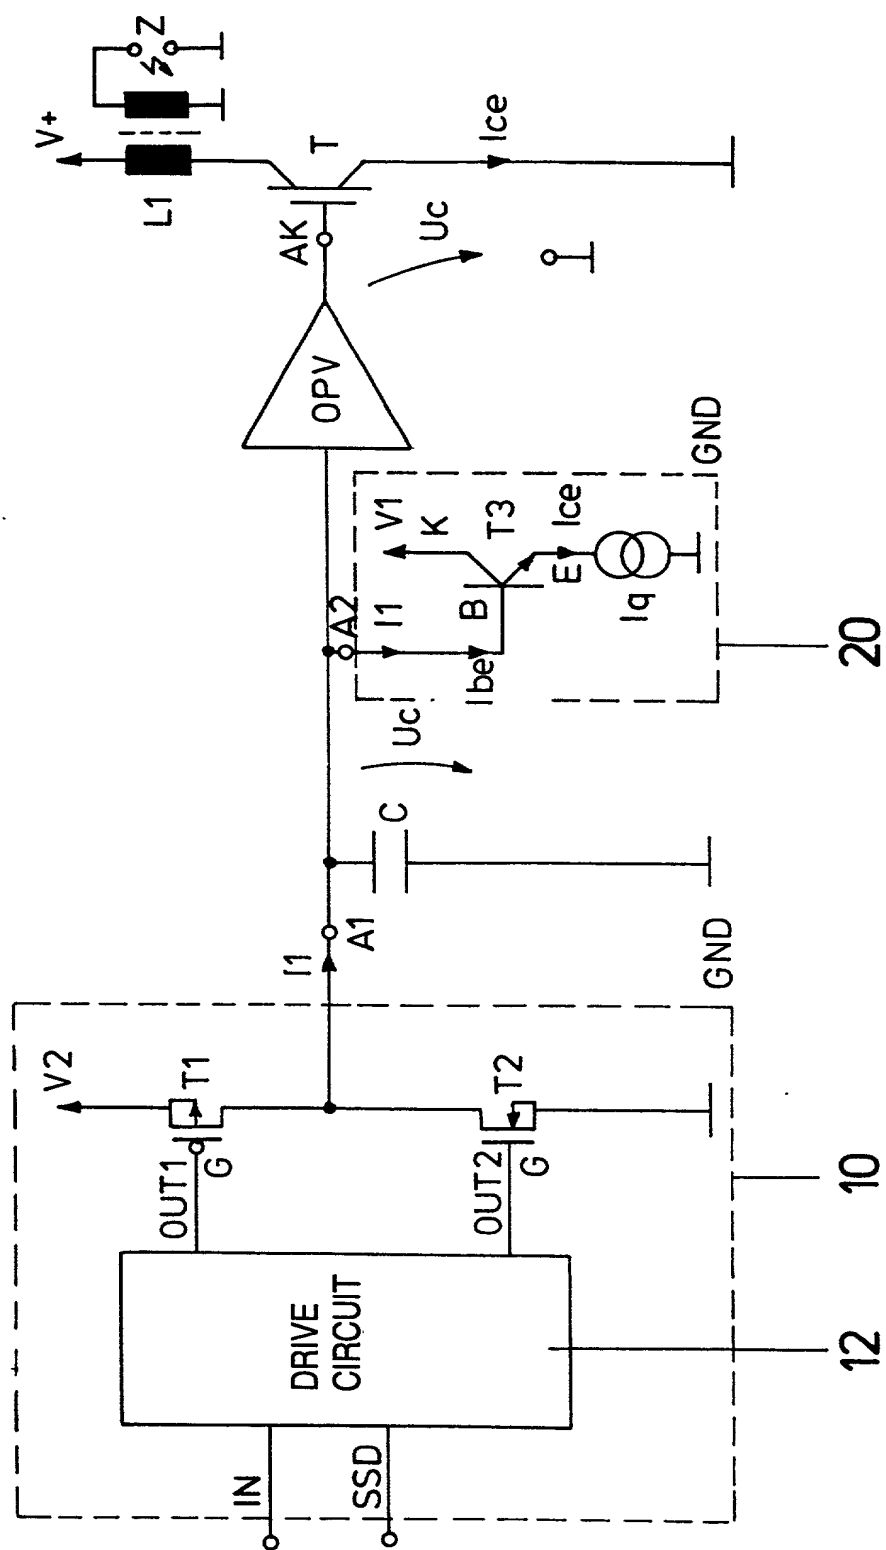 IN
SSD
DRIVE
CIRCUIT
12
OUT1
G
T1
V2
OUT2
G
T2
10
I1
A1
GND
C
Uc
A2
I1
Ibe
B
V1
K
T3
E
Ice
Iq
GND
20
OPV
AK
Uc
V+
L1
T
Z
Ice